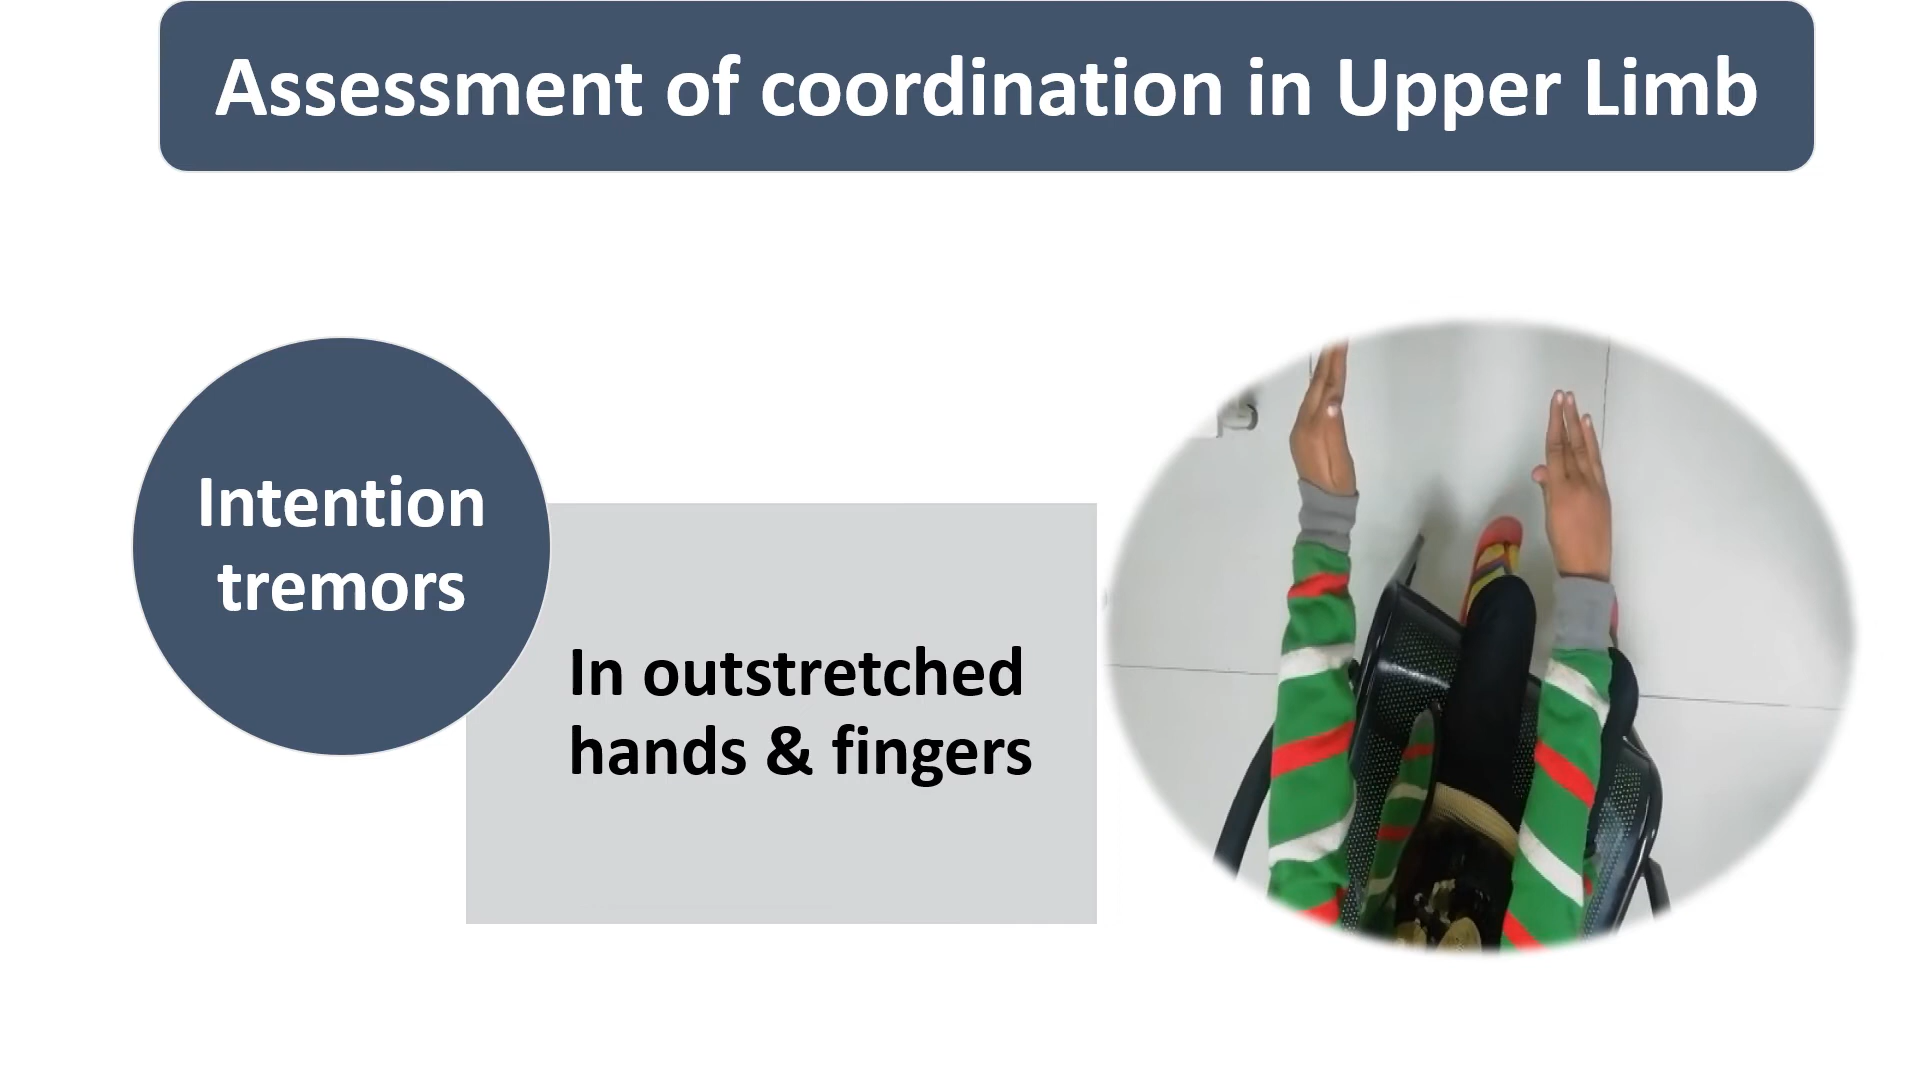 Assessment of coordination in Upper Limb
Intention
tremors
In outstretched
hands & fingers